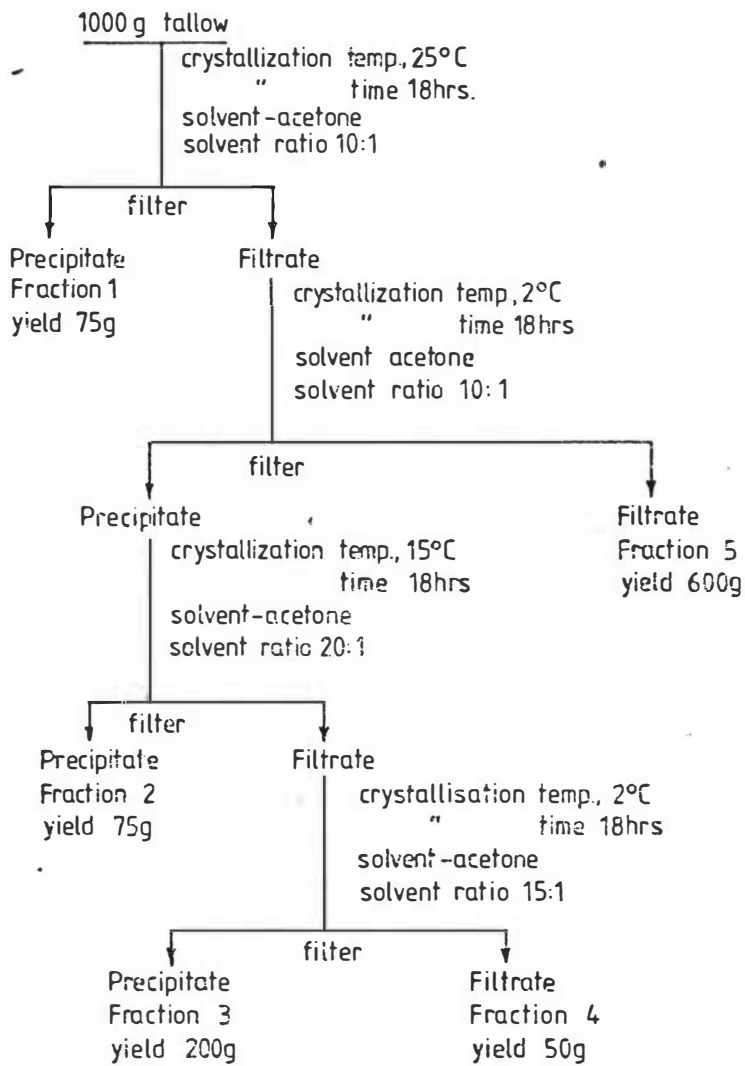 1000 g tallow
crystallization temp., 25°C
" time 18hrs.
solvent-acetone
solvent ratio 10:1
filter
Precipitate
Fraction 1
yield 75g
Filtrate
crystallization temp, 2°C
" time 18hrs
solvent acetone
solvent ratio 10:1
filter
Precipitate
crystallization temp., 15°C
time 18hrs
solvent-acetone
solvent ratio 20:1
Filtrate
Fraction 5
yield 600g
filter
Precipitate
Fraction 2
yield 75g
Filtrate
crystallisation temp., 2°C
" time 18hrs
solvent-acetone
solvent ratio 15:1
filter
Precipitate
Fraction 3
yield 200g
Filtrate
Fraction 4
yield 50g